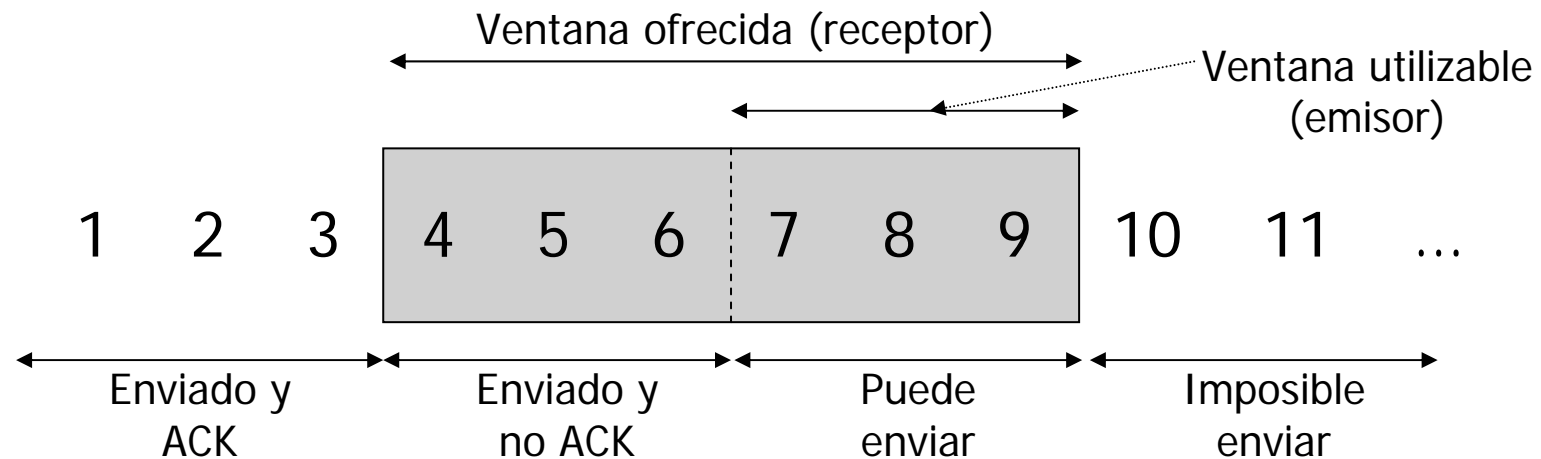 Ventana ofrecida (receptor)
Ventana utilizable
(emisor)
1 2 3 4 5 6 7 8 9 10 11 ...
Enviado y
ACK
Enviado y
no ACK
Puede
enviar
Imposible
enviar